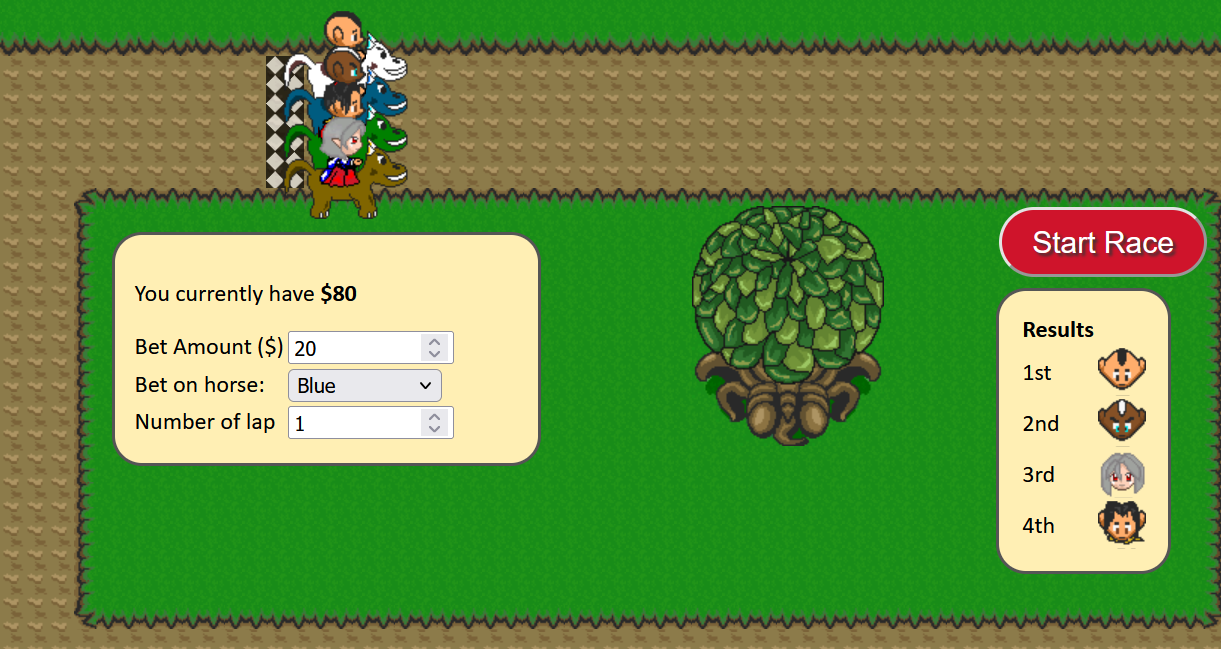 You currently have $80
Bet Amount ($) 20
Bet on horse: Blue
Number of lap 1
Start Race
Results
1st
2nd
3rd
4th